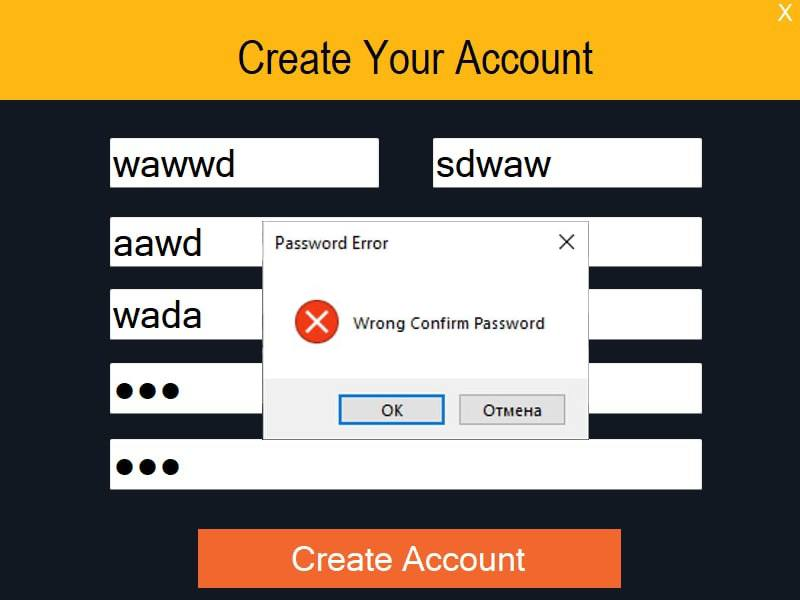 X
Create Your Account
wawwd
sdwaw
aawd
Password Error
wada
Wrong Confirm Password
●●●
OK
Отмена
●●●
Create Account